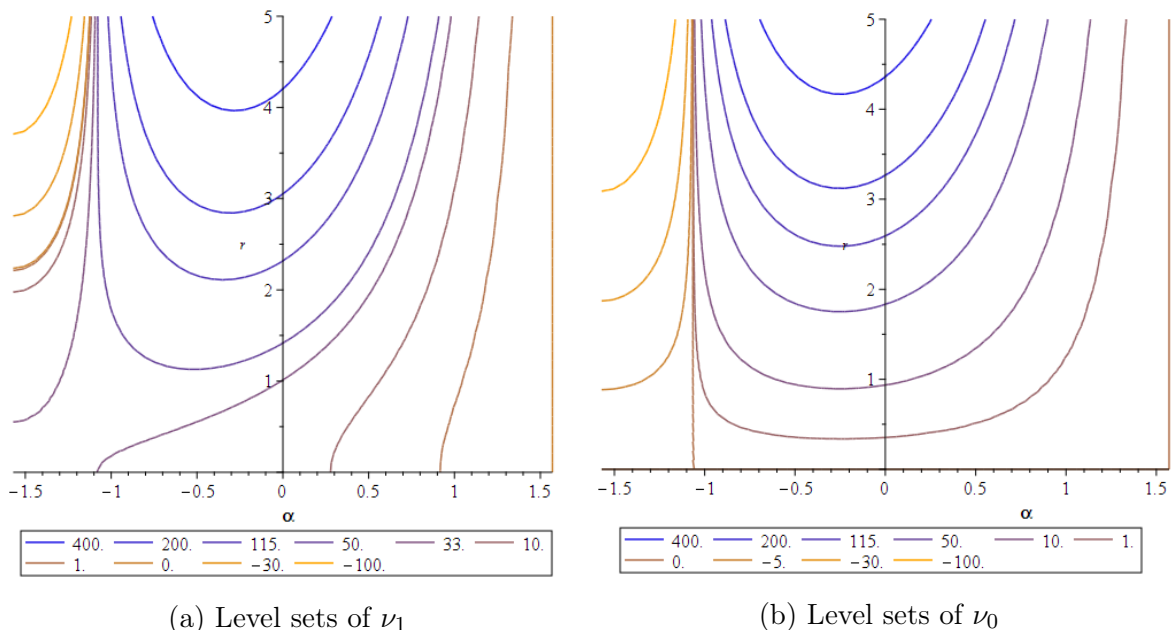 5
5
4
4
3
3
r
r
2
2
1
1
−1.5 −1 −0.5 0 0.5 1 1.5
−1.5 −1 −0.5 0 0.5 1 1.5
α
α
400. 200. 115. 50. 33. 10.
1. 0. −30. −100.
400. 200. 115. 50. 10. 1.
0. −5. −30. −100.
(a) Level sets of ν₁
(b) Level sets of ν₀